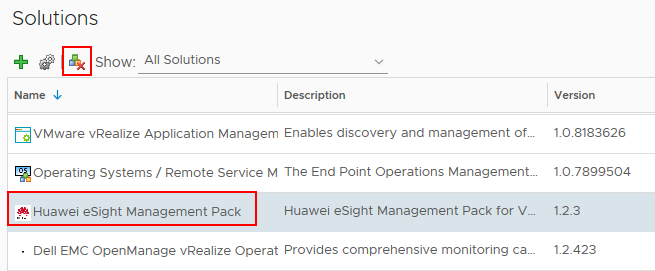 Solutions
Show: All Solutions
Name Description Version
VMware vRealize Application Managem Enables discovery and management of... 1.0.8183626
OS Operating Systems / Remote Service M The End Point Operations Management... 1.0.7899504
Huawei eSight Management Pack Huawei eSight Management Pack for V... 1.2.3
Dell EMC OpenManage vRealize Operat Provides comprehensive monitoring ca... 1.2.423